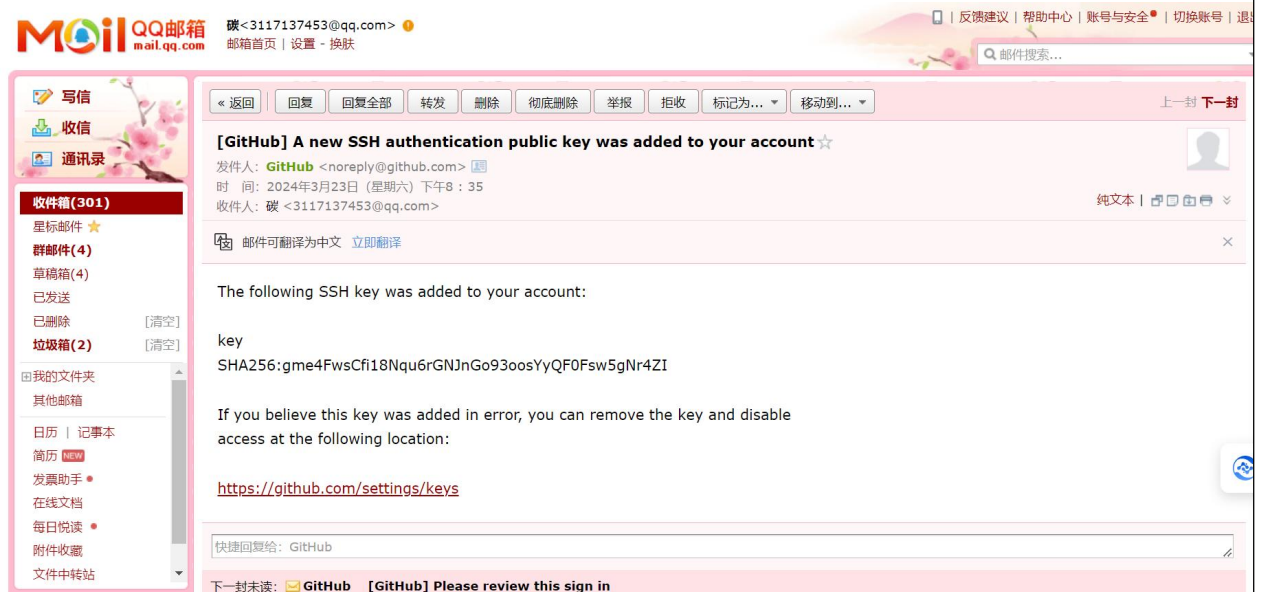 MOil QQ邮箱
mail.qq.com
碳<3117137453@qq.com>
邮箱首页 | 设置 - 换肤
| 反馈建议 | 帮助中心 | 账号与安全 | 切换账号 | 退
邮件搜索...
写信
收信
通讯录
收件箱(301)
星标邮件
群邮件(4)
草稿箱(4)
已发送
已删除 [清空]
垃圾箱(2) [清空]
我的文件夹
其他邮箱
日历 | 记事本
简历 NEW
发票助手
在线文档
每日悦读
附件收藏
文件中转站
« 返回 回复 回复全部 转发 删除 彻底删除 举报 拒收 标记为... 移动到... 上一封 下一封
[GitHub] A new SSH authentication public key was added to your account
发件人: GitHub <noreply@github.com>
时 间: 2024年3月23日 (星期六) 下午8 : 35
收件人: 碳 <3117137453@qq.com>
纯文本 |
邮件可翻译为中文 立即翻译
The following SSH key was added to your account:
key
SHA256:gme4FwsCfi18Nqu6rGNJnGo93oosYyQF0Fsw5gNr4ZI
If you believe this key was added in error, you can remove the key and disable
access at the following location:
https://github.com/settings/keys
快捷回复给: GitHub
下一封未读: GitHub [GitHub] Please review this sign in